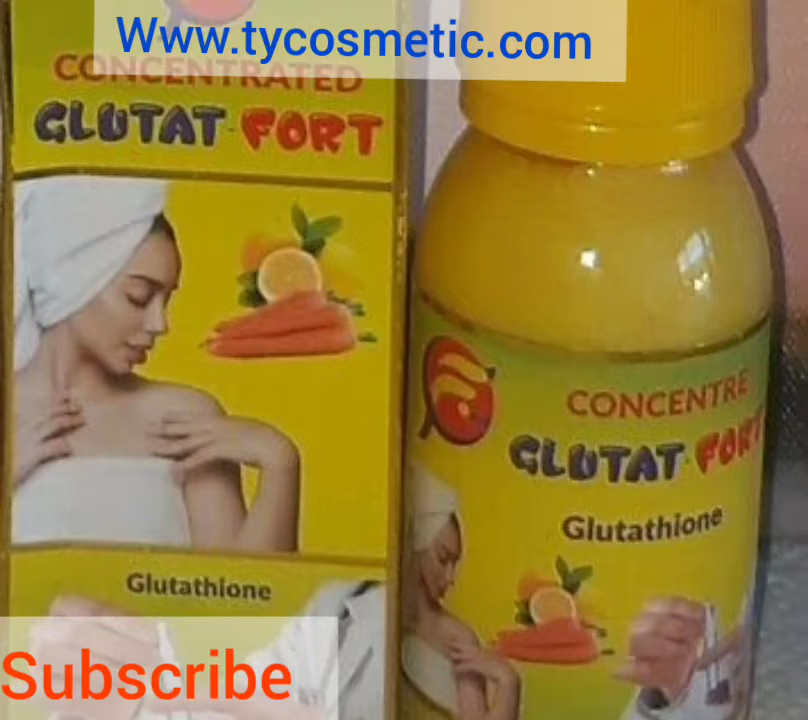 Www.tycosmetic.com
CONCENTRATED
GLUTAT FORT
Glutathione
Subscribe
CONCENTRE
GLUTAT FORT
Glutathione